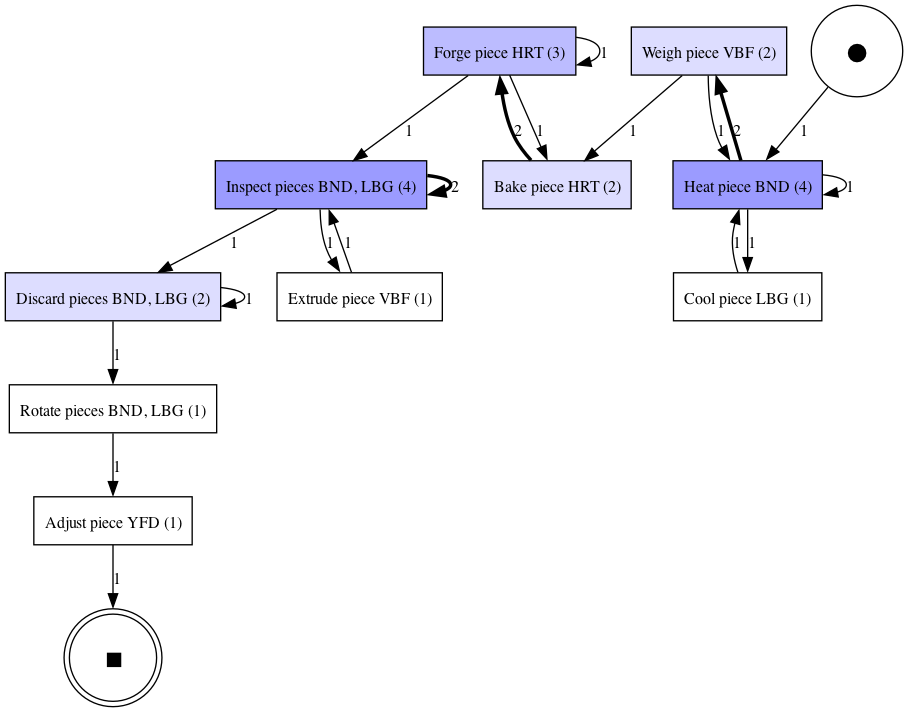 Forge piece HRT (3)
1
Weigh piece VBF (2)
1
2
1
1
2
1
1
Inspect pieces BND, LBG (4)
2
Bake piece HRT (2)
Heat piece BND (4)
1
1
1
1
1
1
Discard pieces BND, LBG (2)
1
Extrude piece VBF (1)
Cool piece LBG (1)
1
Rotate pieces BND, LBG (1)
1
Adjust piece YFD (1)
1